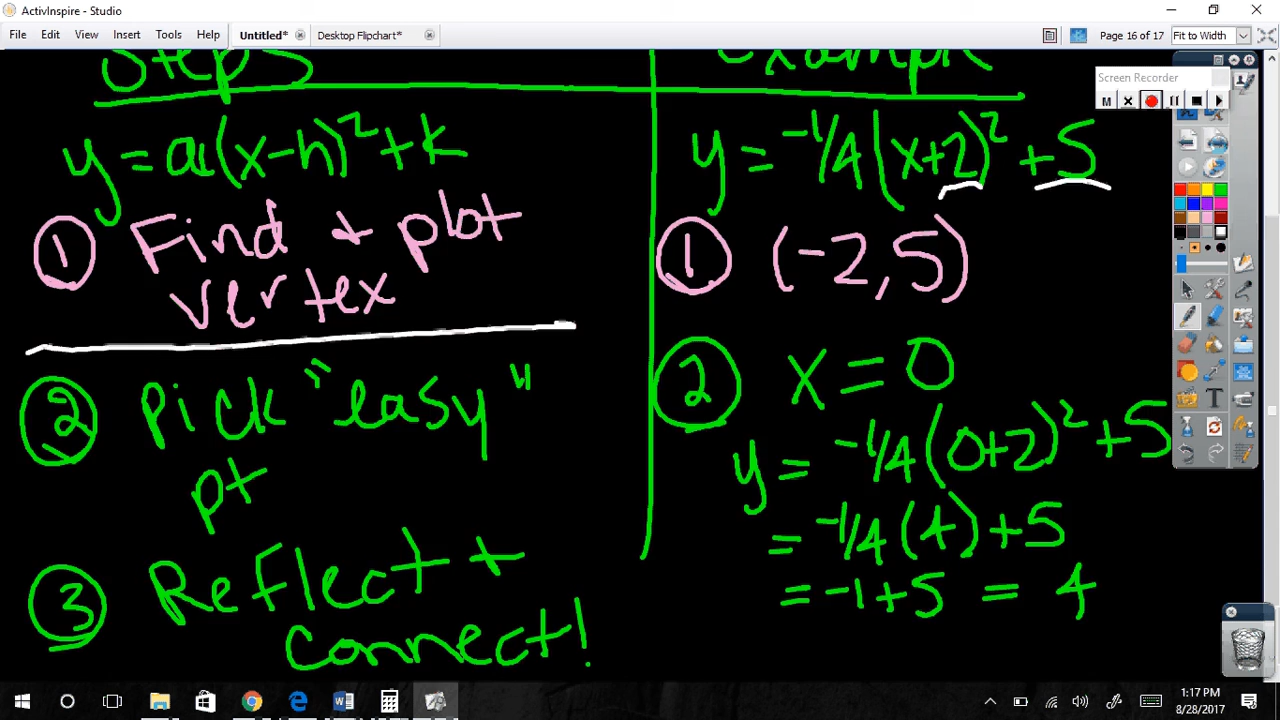 ActivInspire - Studio
File Edit View Insert Tools Help Untitled* Desktop Flipchart* Page 16 of 17 Fit to Width
Steps
Example
Screen Recorder
M
y = a(x-h)²+k
① Find + plot
vertex
② Pick "easy"
pt
③ Reflect +
connect!
y = -1/4(x+2)² +5
① (-2,5)
② x = 0
y = -1/4(0+2)²+5
= -1/4(4)+5
= -1+5 = 4
T
1:17 PM
8/28/2017